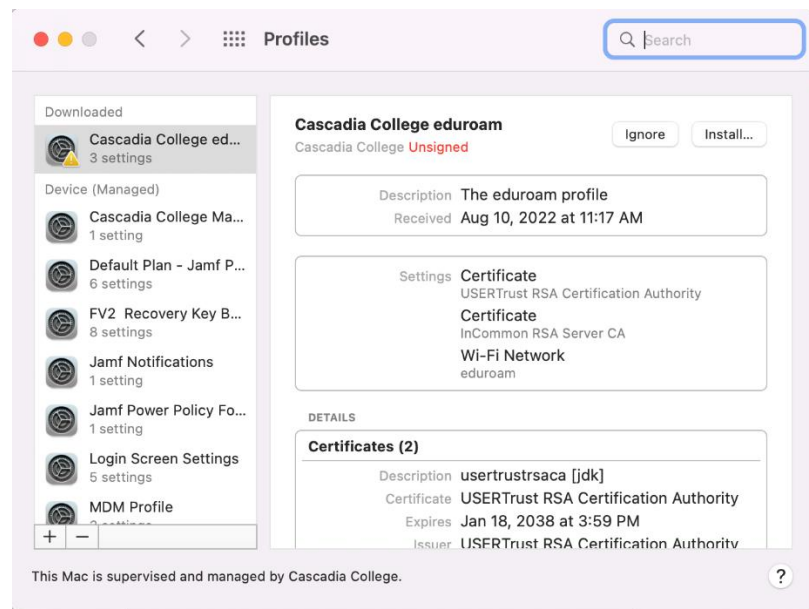 Profiles
Search
Downloaded
Cascadia College ed...
3 settings
Device (Managed)
Cascadia College Ma...
1 setting
Default Plan - Jamf P...
6 settings
FV2 Recovery Key B...
8 settings
Jamf Notifications
1 setting
Jamf Power Policy Fo...
1 setting
Login Screen Settings
5 settings
MDM Profile
+ −
Cascadia College eduroam
Cascadia College Unsigned
Ignore Install...
Description The eduroam profile
Received Aug 10, 2022 at 11:17 AM
Settings Certificate
USERTrust RSA Certification Authority
Certificate
InCommon RSA Server CA
Wi-Fi Network
eduroam
DETAILS
Certificates (2)
Description usertrustrsaca [jdk]
Certificate USERTrust RSA Certification Authority
Expires Jan 18, 2038 at 3:59 PM
Issuer USERTrust RSA Certification Authority
This Mac is supervised and managed by Cascadia College.
?